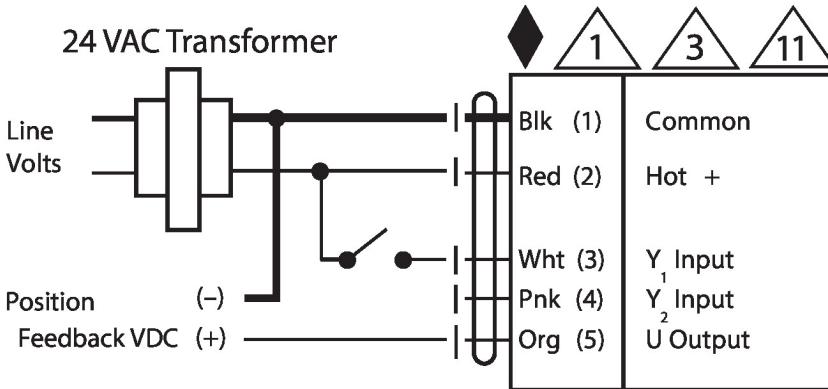 24 VAC Transformer
1 3 11
Line
Volts
Blk (1) Common
Red (2) Hot +
Wht (3) Y1 Input
Pnk (4) Y2 Input
Org (5) U Output
Position (–)
Feedback VDC (+)